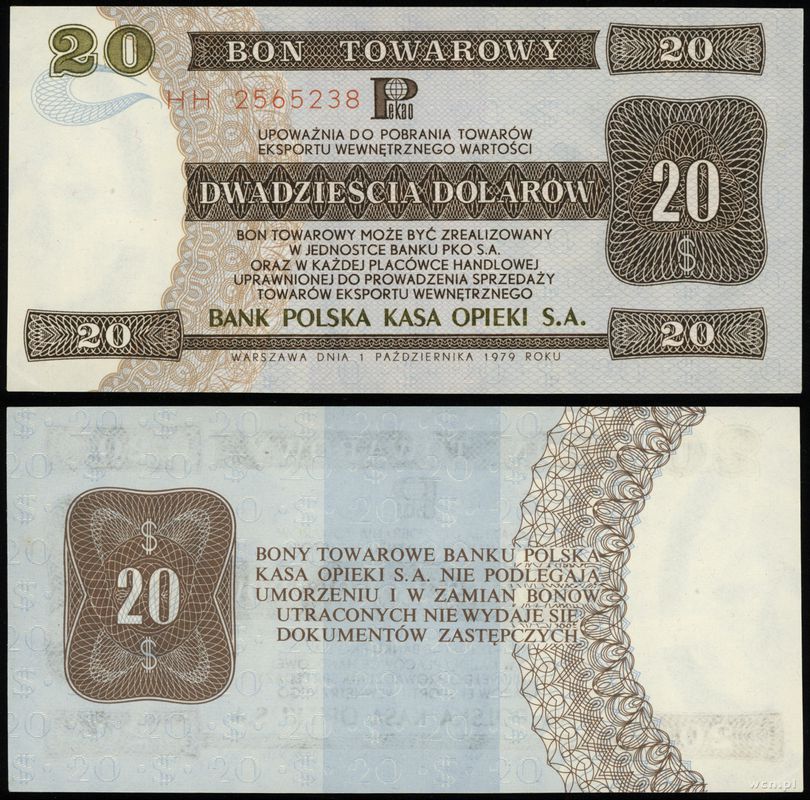 20 BON TOWAROWY 20
HH 2565238 Pekao
UPOWAŻNIA DO POBRANIA TOWARÓW
EKSPORTU WEWNĘTRZNEGO WARTOŚCI
DWADZIEŚCIA DOLARÓW
20
$
BON TOWAROWY MOŻE BYĆ ZREALIZOWANY
W JEDNOSTCE BANKU PKO S.A.
ORAZ W KAŻDEJ PLACÓWCE HANDLOWEJ
UPRAWNIONEJ DO PROWADZENIA SPRZEDAŻY
TOWARÓW EKSPORTU WEWNĘTRZNEGO
BANK POLSKA KASA OPIEKI S.A.
20 20
WARSZAWA DNIA 1 PAŹDZIERNIKA 1979 ROKU
$
20
$
BONY TOWAROWE BANKU POLSKA
KASA OPIEKI S.A. NIE PODLEGAJĄ
UMORZENIU I W ZAMIAN BONÓW
UTRACONYCH NIE WYDAJE SIĘ
DOKUMENTÓW ZASTĘPCZYCH
wcn.pl